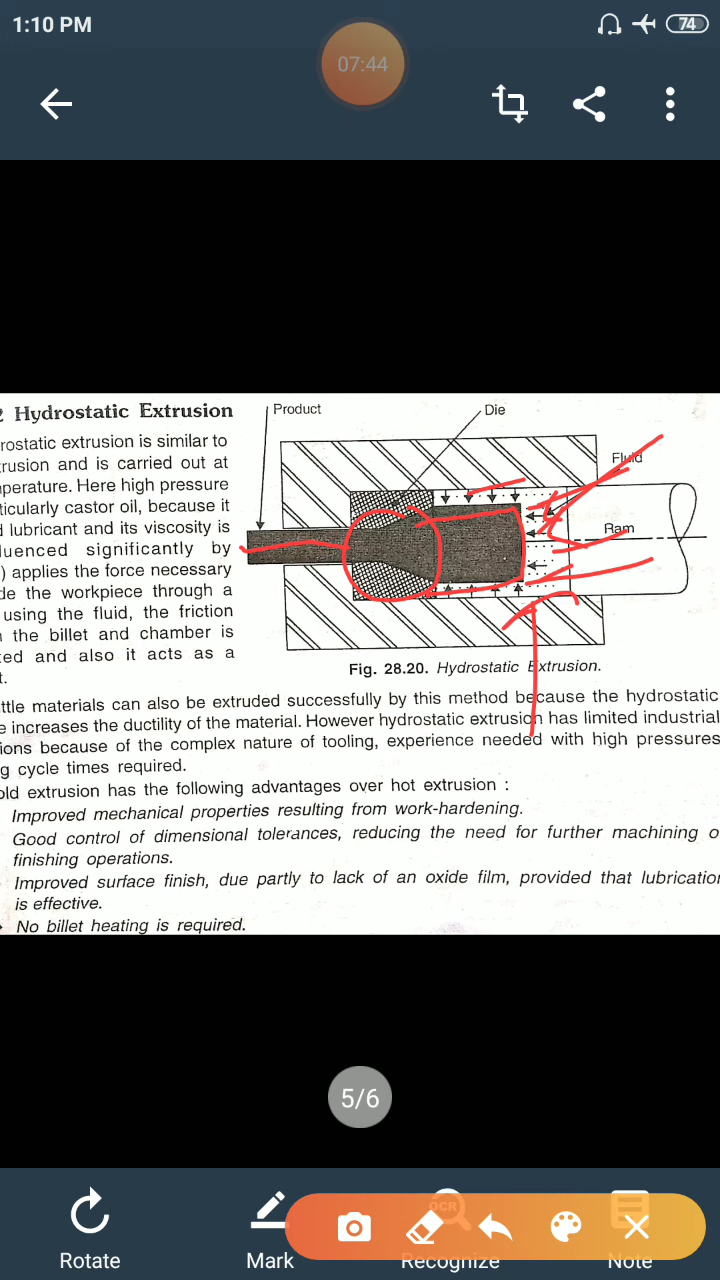 1:10 PM
74
07:44
Hydrostatic Extrusion
Product
Die
rostatic extrusion is similar to
rusion and is carried out at
perature. Here high pressure
ticularly castor oil, because it
lubricant and its viscosity is
luenced significantly by
) applies the force necessary
de the workpiece through a
using the fluid, the friction
the billet and chamber is
ed and also it acts as a
t.
Fluid
Ram
Fig. 28.20. Hydrostatic Extrusion.
ttle materials can also be extruded successfully by this method because the hydrostatic
e increases the ductility of the material. However hydrostatic extrusion has limited industrial
ions because of the complex nature of tooling, experience needed with high pressures
g cycle times required.
old extrusion has the following advantages over hot extrusion :
Improved mechanical properties resulting from work-hardening.
Good control of dimensional tolerances, reducing the need for further machining o
finishing operations.
Improved surface finish, due partly to lack of an oxide film, provided that lubrication
is effective.
No billet heating is required.
5/6
OCR
Rotate
Mark
Recognize
Note